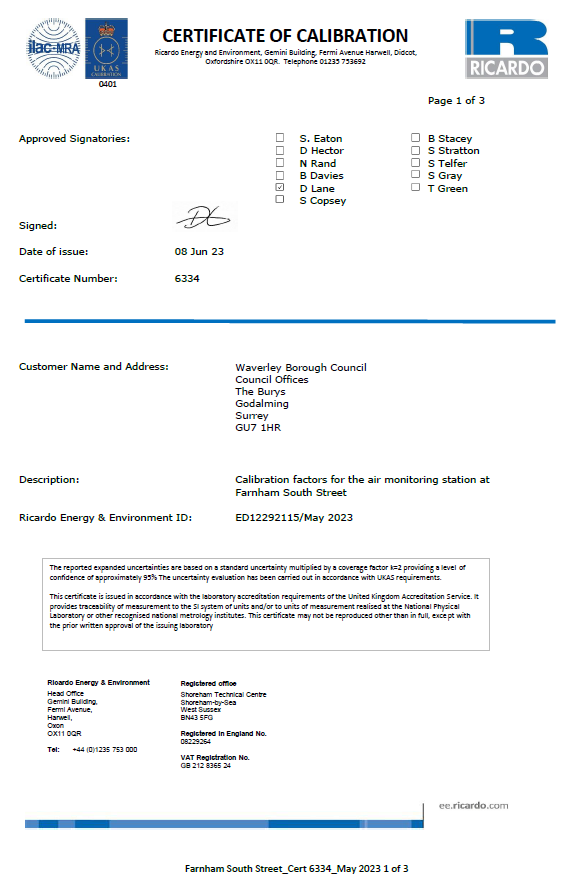 ilac-MRA
UKAS
CALIBRATION
0401
CERTIFICATE OF CALIBRATION
Ricardo Energy and Environment, Gemini Building, Fermi Avenue Harwell, Didcot,
Oxfordshire OX11 0QR. Telephone 01235 753692
R
RICARDO
Page 1 of 3
Approved Signatories:
S. Eaton
B Stacey
D Hector
S Stratton
N Rand
S Telfer
B Davies
S Gray
D Lane
T Green
S Copsey
Signed:
Date of issue: 08 Jun 23
Certificate Number: 6334
Customer Name and Address:
Waverley Borough Council
Council Offices
The Burys
Godalming
Surrey
GU7 1HR
Description: Calibration factors for the air monitoring station at
Farnham South Street
Ricardo Energy & Environment ID: ED12292115/May 2023
The reported expanded uncertainties are based on a standard uncertainty multiplied by a coverage factor k=2 providing a level of
confidence of approximately 95% The uncertainty evaluation has been carried out in accordance with UKAS requirements.
This certificate is issued in accordance with the laboratory accreditation requirements of the United Kingdom Accreditation Service. It
provides traceability of measurement to the SI system of units and/or to units of measurement realised at the National Physical
Laboratory or other recognised national metrology institutes. This certificate may not be reproduced other than in full, except with
the prior written approval of the issuing laboratory
Ricardo Energy & Environment
Head Office
Gemini Building,
Fermi Avenue,
Harwell,
Oxon
OX11 0QR
Tel: +44 (0)1235 753 000
Registered office
Shoreham Technical Centre
Shoreham-by-Sea
West Sussex
BN43 5FG
Registered in England No.
08229264
VAT Registration No.
GB 212 8365 24
ee.ricardo.com
Farnham South Street_Cert 6334_May 2023 1 of 3